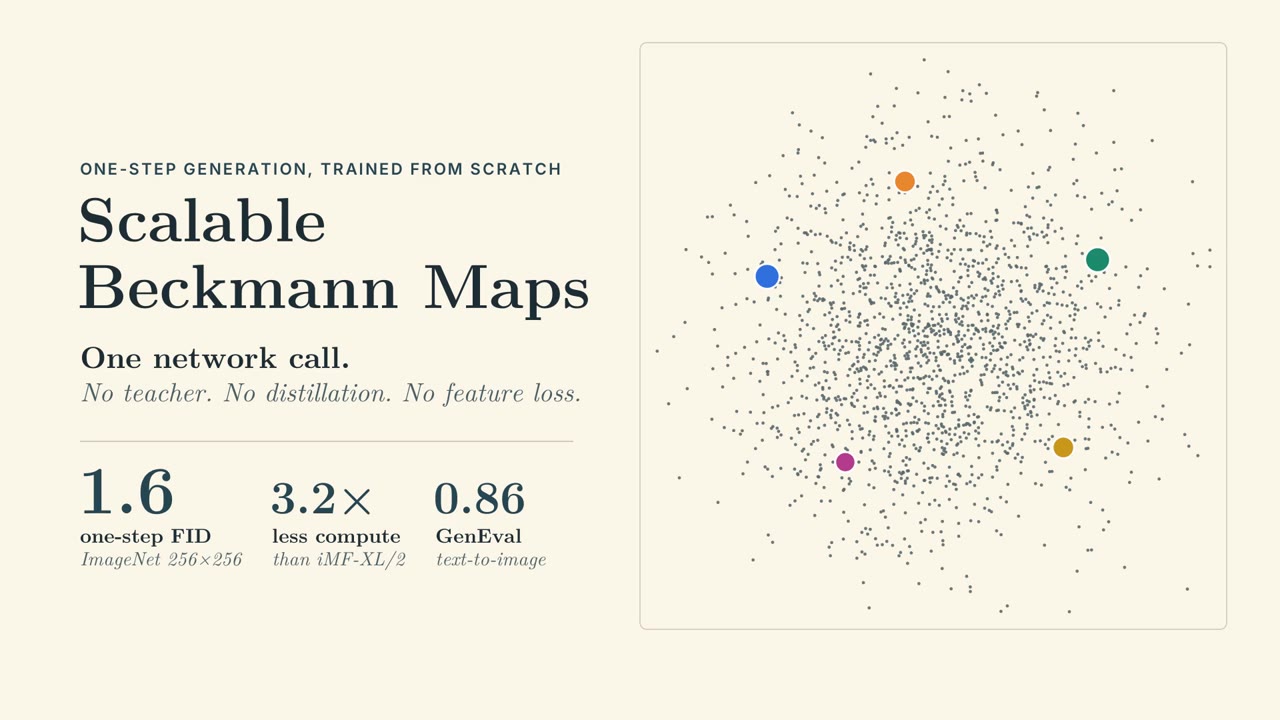 ONE-STEP GENERATION, TRAINED FROM SCRATCH
Scalable
Beckmann Maps
One network call.
No teacher. No distillation. No feature loss.
1.6
one-step FID
ImageNet 256×256
3.2×
less compute
than iMF-XL/2
0.86
GenEval
text-to-image